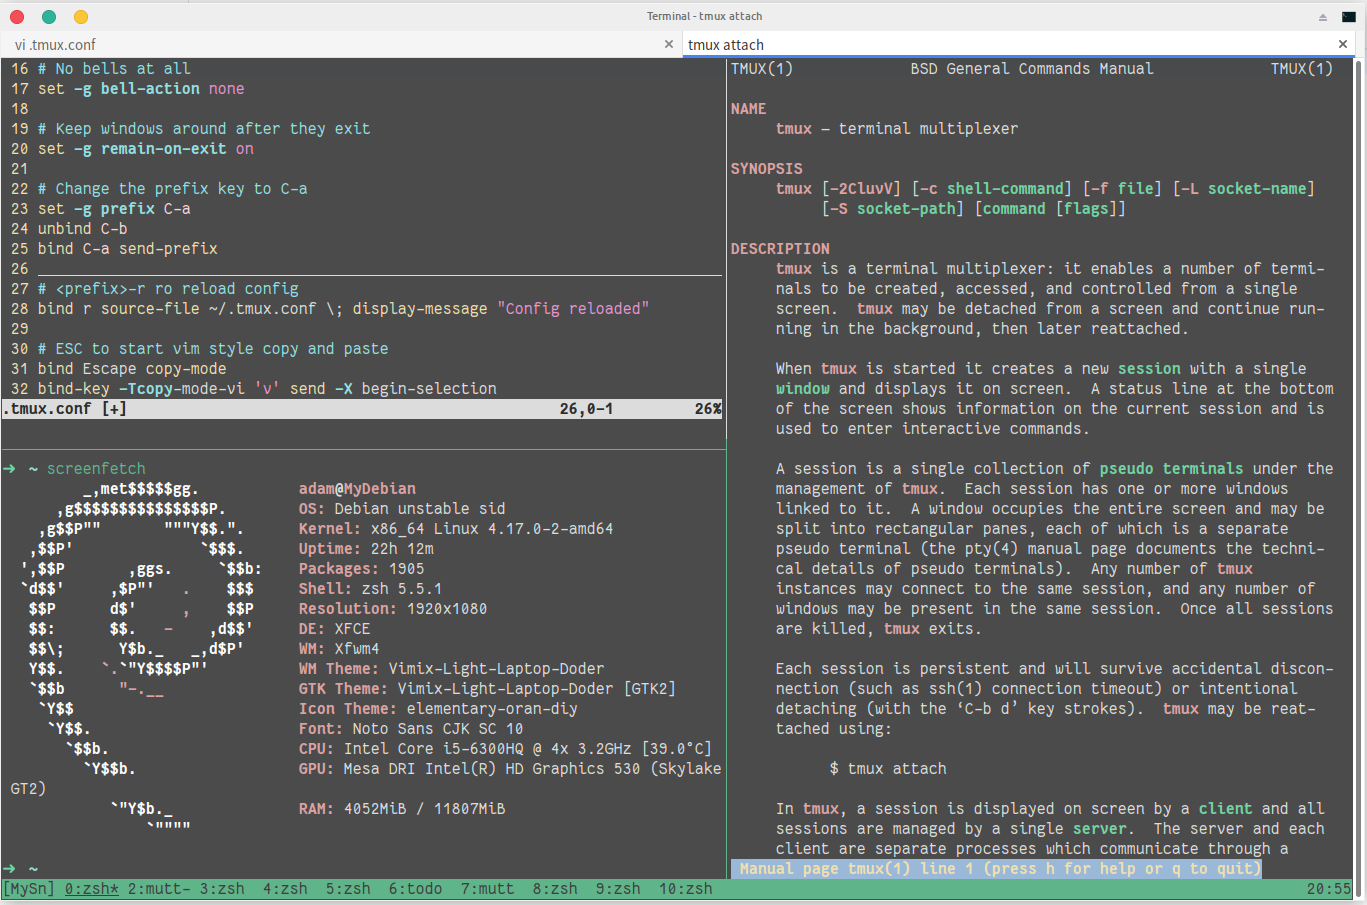 Terminal - tmux attach
vi .tmux.conf
tmux attach
16 # No bells at all
17 set -g bell-action none
18
19 # Keep windows around after they exit
20 set -g remain-on-exit on
21
22 # Change the prefix key to C-a
23 set -g prefix C-a
24 unbind C-b
25 bind C-a send-prefix
26
27 # <prefix>-r ro reload config
28 bind r source-file ~/.tmux.conf \; display-message "Config reloaded"
29
30 # ESC to start vim style copy and paste
31 bind Escape copy-mode
32 bind-key -Tcopy-mode-vi 'v' send -X begin-selection
.tmux.conf [+] 26,0-1 26%
➜ ~ screenfetch
         _,met$$$$$gg.           adam@MyDebian
      ,g$$$$$$$$$$$$$$$P.        OS: Debian unstable sid
    ,g$$P""       """Y$$.".      Kernel: x86_64 Linux 4.17.0-2-amd64
   ,$$P'              `$$$.      Uptime: 22h 12m
  ',$$P       ,ggs.     `$$b:    Packages: 1905
  `d$$'     ,$P"'   .    $$$     Shell: zsh 5.5.1
   $$P      d$'     ,    $$P     Resolution: 1920x1080
   $$:      $$.   -    ,d$$'     DE: XFCE
   $$\;      Y$b._   _,d$P'      WM: Xfwm4
   Y$$.    `.`"Y$$$$P"'          WM Theme: Vimix-Light-Laptop-Doder
   `$$b      "-.__               GTK Theme: Vimix-Light-Laptop-Doder [GTK2]
    `Y$$                         Icon Theme: elementary-oran-diy
     `Y$$.                       Font: Noto Sans CJK SC 10
       `$$b.                     CPU: Intel Core i5-6300HQ @ 4x 3.2GHz [39.0°C]
         `Y$$b.                  GPU: Mesa DRI Intel(R) HD Graphics 530 (Skylake
GT2)
            `"Y$b._              RAM: 4052MiB / 11807MiB
                `""""
➜ ~
TMUX(1) BSD General Commands Manual TMUX(1)
NAME
tmux — terminal multiplexer
SYNOPSIS
tmux [-2CluvV] [-c shell-command] [-f file] [-L socket-name]
[-S socket-path] [command [flags]]
DESCRIPTION
tmux is a terminal multiplexer: it enables a number of termi-
nals to be created, accessed, and controlled from a single
screen.  tmux may be detached from a screen and continue run-
ning in the background, then later reattached.
When tmux is started it creates a new session with a single
window and displays it on screen.  A status line at the bottom
of the screen shows information on the current session and is
used to enter interactive commands.
A session is a single collection of pseudo terminals under the
management of tmux.  Each session has one or more windows
linked to it.  A window occupies the entire screen and may be
split into rectangular panes, each of which is a separate
pseudo terminal (the pty(4) manual page documents the techni-
cal details of pseudo terminals).  Any number of tmux
instances may connect to the same session, and any number of
windows may be present in the same session.  Once all sessions
are killed, tmux exits.
Each session is persistent and will survive accidental discon-
nection (such as ssh(1) connection timeout) or intentional
detaching (with the ‘C-b d’ key strokes).  tmux may be reat-
tached using:
$ tmux attach
In tmux, a session is displayed on screen by a client and all
sessions are managed by a single server.  The server and each
client are separate processes which communicate through a
Manual page tmux(1) line 1 (press h for help or q to quit)
[MySn] 0:zsh* 2:mutt- 3:zsh 4:zsh 5:zsh 6:todo 7:mutt 8:zsh 9:zsh 10:zsh 20:55